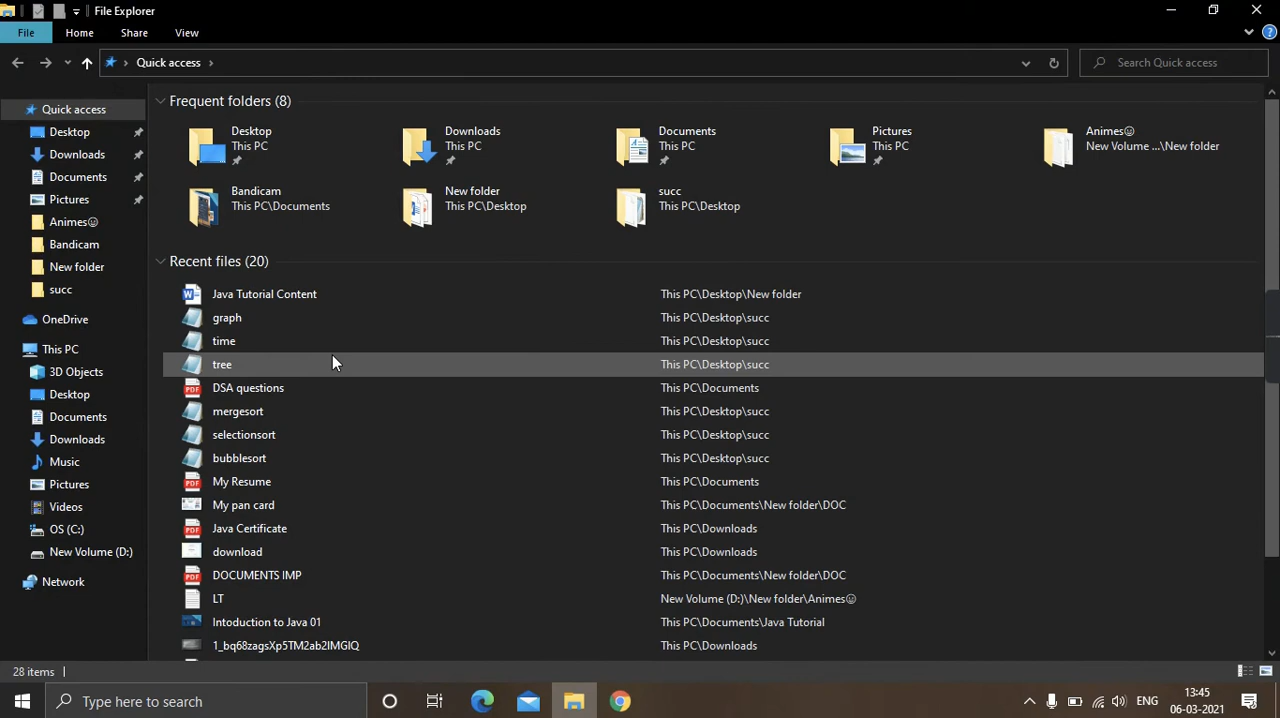 File Explorer
File Home Share View
Quick access
Search Quick access
Quick access
Desktop
Downloads
Documents
Pictures
Animes☺
Bandicam
New folder
succ
OneDrive
This PC
3D Objects
Desktop
Documents
Downloads
Music
Pictures
Videos
OS (C:)
New Volume (D:)
Network
Frequent folders (8)
Desktop
This PC
Downloads
This PC
Documents
This PC
Pictures
This PC
Animes☺
New Volume ...\New folder
Bandicam
This PC\Documents
New folder
This PC\Desktop
succ
This PC\Desktop
Recent files (20)
Java Tutorial Content This PC\Desktop\New folder
graph This PC\Desktop\succ
time This PC\Desktop\succ
tree This PC\Desktop\succ
DSA questions This PC\Documents
mergesort This PC\Desktop\succ
selectionsort This PC\Desktop\succ
bubblesort This PC\Desktop\succ
My Resume This PC\Documents
My pan card This PC\Documents\New folder\DOC
Java Certificate This PC\Downloads
download This PC\Downloads
DOCUMENTS IMP This PC\Documents\New folder\DOC
LT New Volume (D:)\New folder\Animes☺
Intoduction to Java 01 This PC\Documents\Java Tutorial
1_bq68zagsXp5TM2ab2IMGIQ This PC\Downloads
28 items
Type here to search
ENG
13:45
06-03-2021